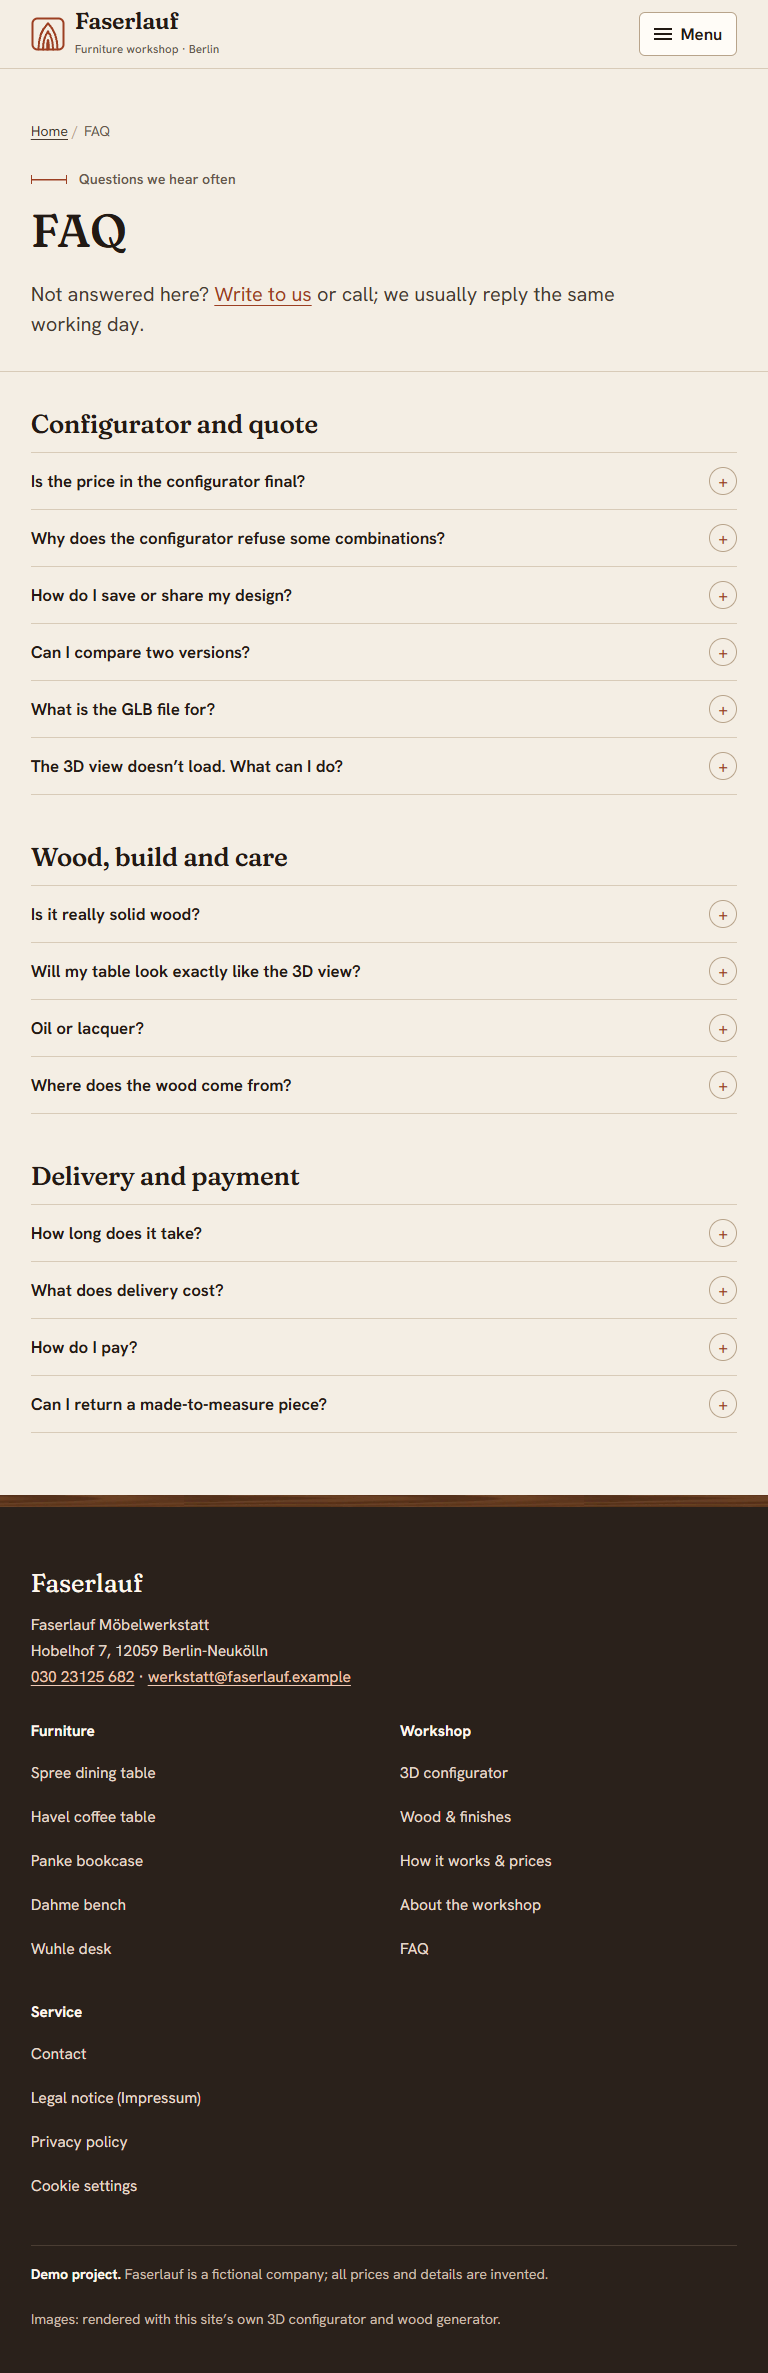 Faserlauf
Furniture workshop · Berlin
Menu
Home / FAQ
Questions we hear often
FAQ
Not answered here? Write to us or call; we usually reply the same
working day.
Configurator and quote
Is the price in the configurator final?
+
Why does the configurator refuse some combinations?
+
How do I save or share my design?
+
Can I compare two versions?
+
What is the GLB file for?
+
The 3D view doesn’t load. What can I do?
+
Wood, build and care
Is it really solid wood?
+
Will my table look exactly like the 3D view?
+
Oil or lacquer?
+
Where does the wood come from?
+
Delivery and payment
How long does it take?
+
What does delivery cost?
+
How do I pay?
+
Can I return a made-to-measure piece?
+
Faserlauf
Faserlauf Möbelwerkstatt
Hobelhof 7, 12059 Berlin-Neukölln
030 23125 682 · werkstatt@faserlauf.example
Furniture
Spree dining table
Havel coffee table
Panke bookcase
Dahme bench
Wuhle desk
Workshop
3D configurator
Wood & finishes
How it works & prices
About the workshop
FAQ
Service
Contact
Legal notice (Impressum)
Privacy policy
Cookie settings
Demo project. Faserlauf is a fictional company; all prices and details are invented.
Images: rendered with this site’s own 3D configurator and wood generator.